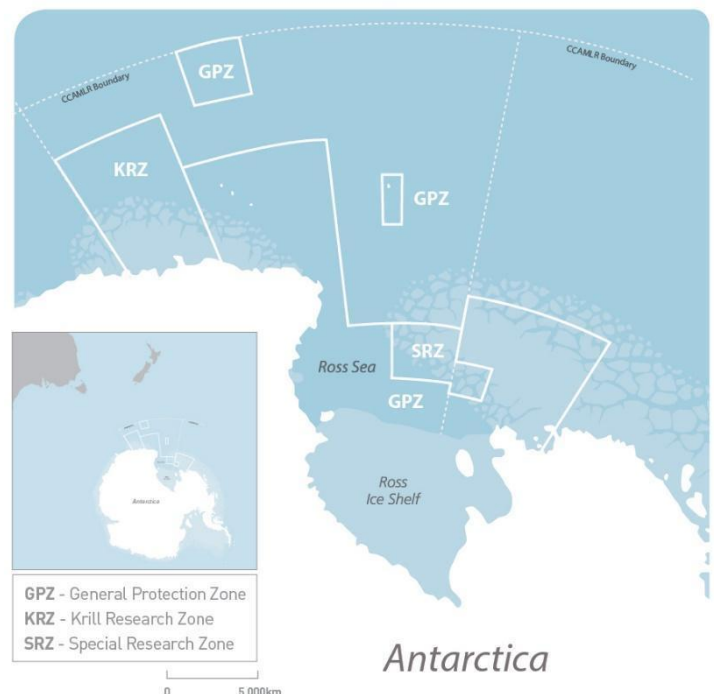 CCAMLR Boundary
GPZ
CCAMLR Boundary
KRZ
GPZ
SRZ
Ross Sea
GPZ
Ross
Ice Shelf
Antarctica
GPZ - General Protection Zone
KRZ - Krill Research Zone
SRZ - Special Research Zone
Antarctica
0 5,000km